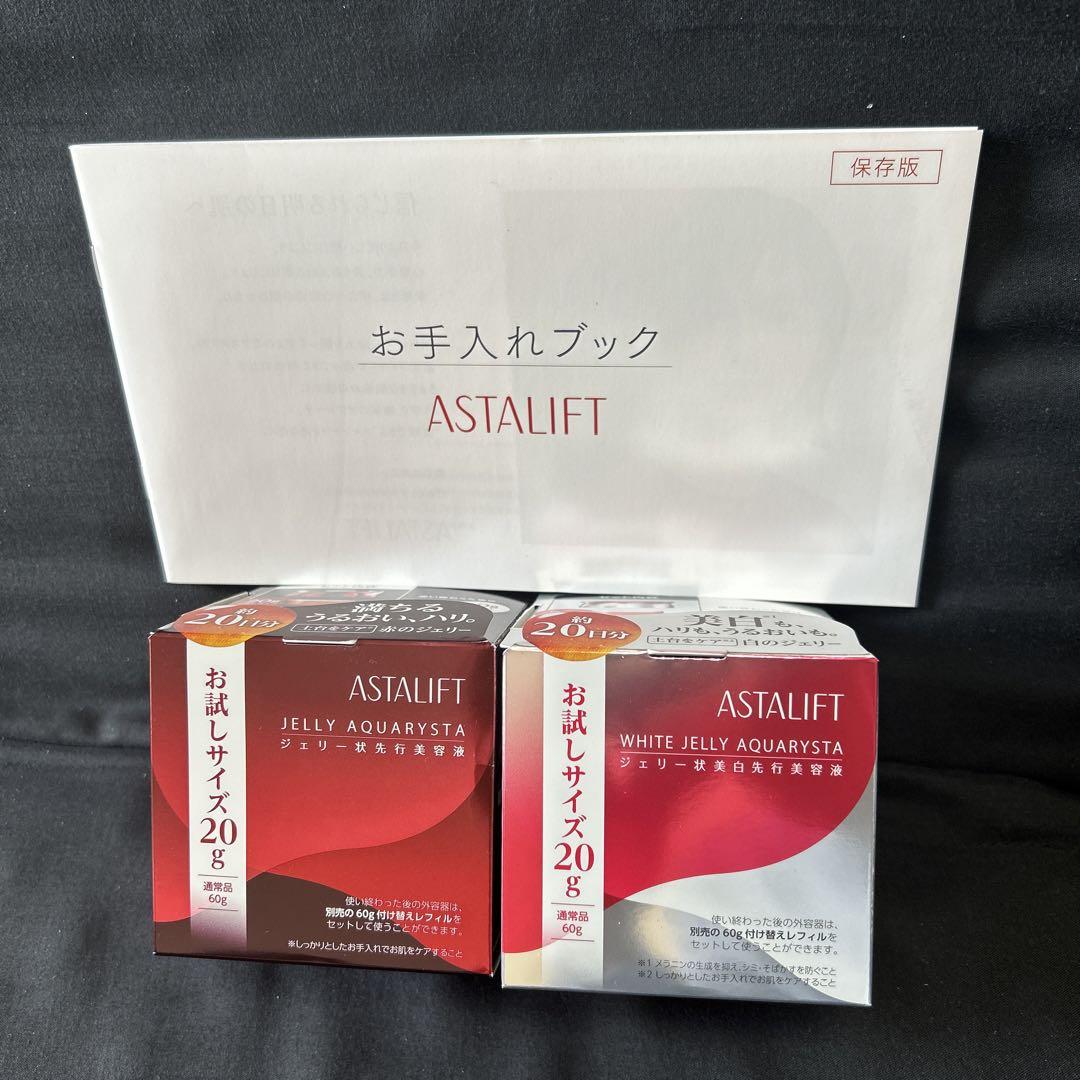 保存版
お手入れブック
ASTALIFT
約
20日分
満ちる
うるおい、ハリ。
土台をケア※ 赤のジェリー
お試しサイズ20g
通常品
60g
ASTALIFT
JELLY AQUARYSTA
ジェリー状先行美容液
使い終わった後の外容器は、
別売の60g付け替えレフィルを
セットして使うことができます。
※しっかりとしたお手入れでお肌をケアすること
約
20日分
美白も、
ハリも、うるおいも。
土台をケア※2 白のジェリー
お試しサイズ20g
通常品
60g
ASTALIFT
WHITE JELLY AQUARYSTA
ジェリー状美白先行美容液
使い終わった後の外容器は、
別売の60g付け替えレフィルを
セットして使うことができます。
※1 メラニンの生成を抑え、シミ・そばかすを防ぐこと
※2 しっかりとしたお手入れでお肌をケアすること